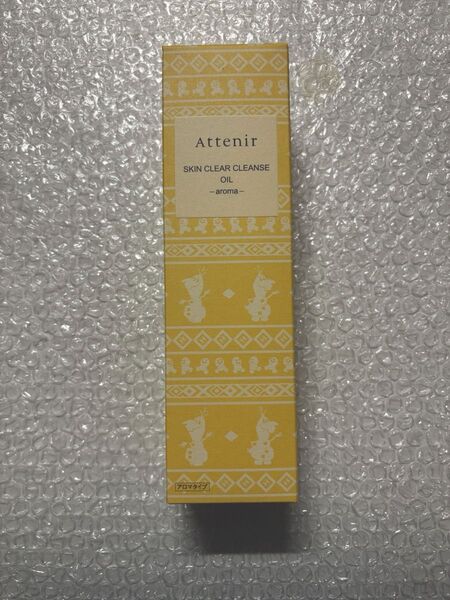 Attenir
SKIN CLEAR CLEANSE
OIL
–aroma–
アロマタイプ